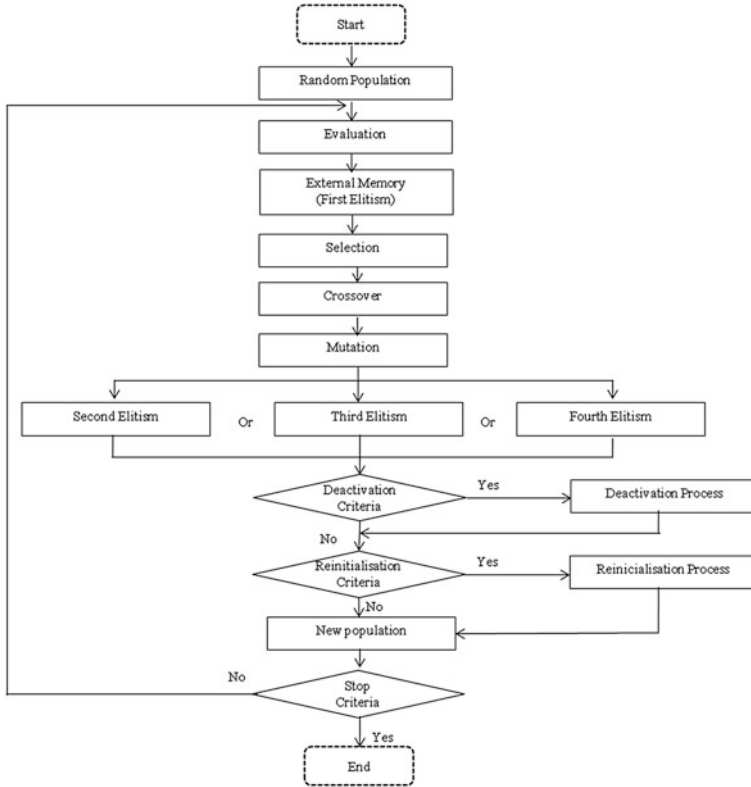 Start
Random Population
Evaluation
External Memory
(First Elitism)
Selection
Crossover
Mutation
Second Elitism
Or
Third Elitism
Or
Fourth Elitism
Deactivation
Criteria
Yes
Deactivation Process
No
Reinitialisation
Criteria
Yes
Reinicialisation Process
No
New population
No
Stop
Criteria
Yes
End